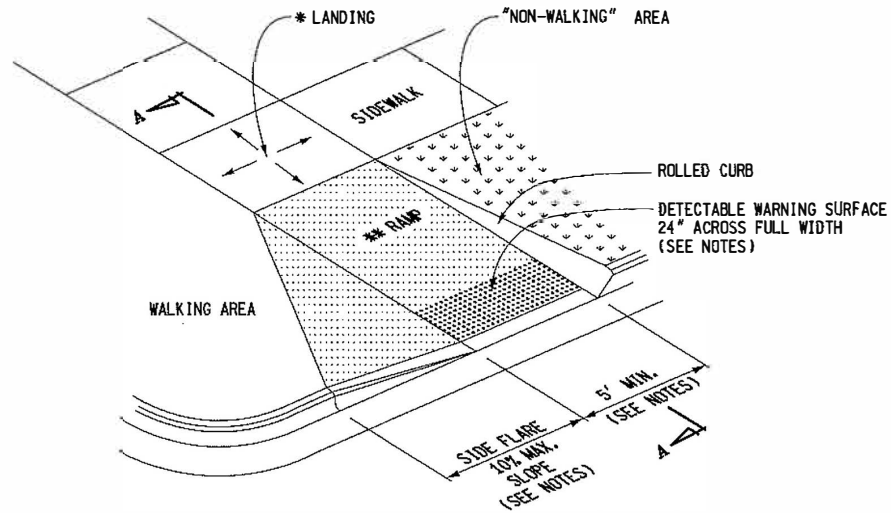 * LANDING
"NON-WALKING" AREA
A
SIDEWALK
ROLLED CURB
** RAMP
DETECTABLE WARNING SURFACE
24" ACROSS FULL WIDTH
(SEE NOTES)
WALKING AREA
5' MIN.
(SEE NOTES)
SIDE FLARE
10% MAX.
SLOPE
(SEE NOTES)
A